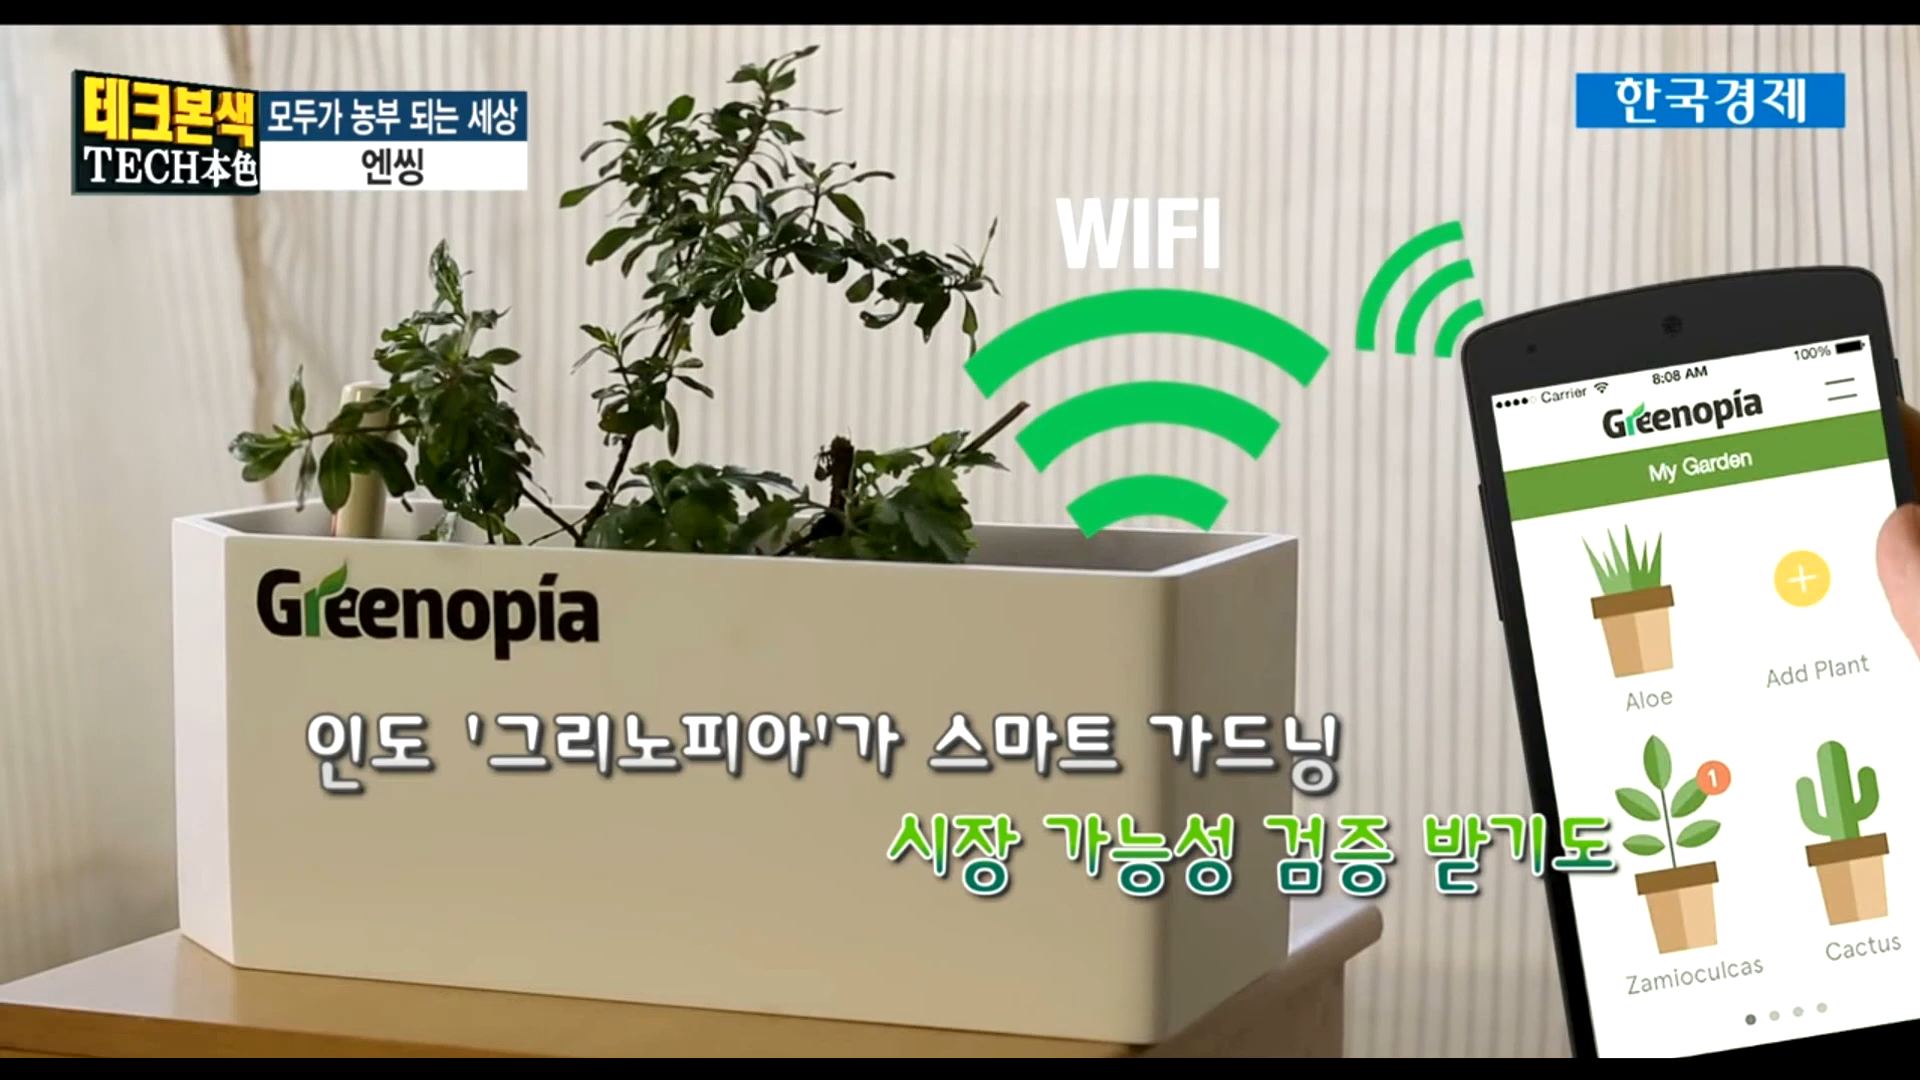 테크본색
TECH本色
모두가 농부 되는 세상
엔씽
한국경제
WIFI
Carrier
8:08 AM
100%
Greenopia
My Garden
Aloe
Add Plant
1
Zamioculcas
Cactus
Greenopia
인도 '그리노피아'가 스마트 가드닝
시장 가능성 검증 받기도